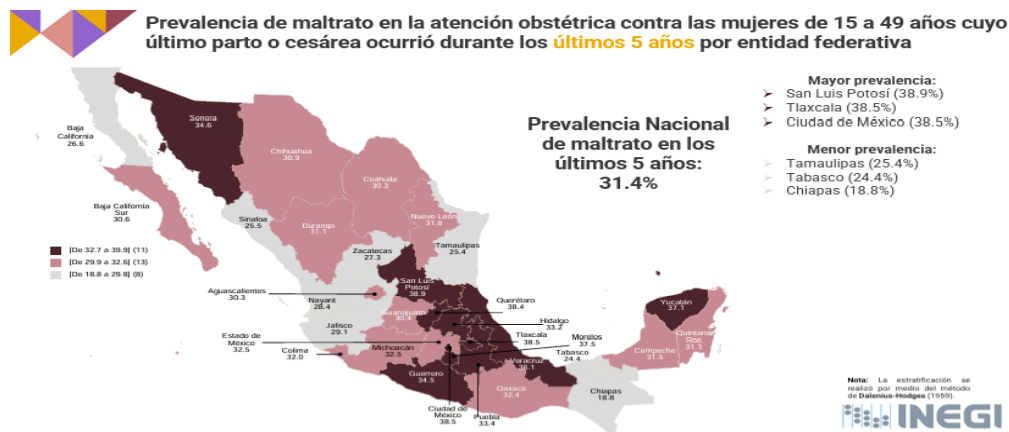 Prevalencia de maltrato en la atención obstétrica contra las mujeres de 15 a 49 años cuyo
último parto o cesárea ocurrió durante los últimos 5 años por entidad federativa
Mayor prevalencia:
San Luis Potosí (38.9%)
Tlaxcala (38.5%)
Ciudad de México (38.5%)
Menor prevalencia:
Tamaulipas (25.4%)
Tabasco (24.4%)
Chiapas (18.8%)
Prevalencia Nacional
de maltrato en los
últimos 5 años:
31.4%
Baja
California
26.6
Sonora
34.6
Chihuahua
30.9
Coahuila
30.3
Baja California
Sur
30.6
Sinaloa
25.5
Durango
31.1
Nuevo León
31.8
Zacatecas
27.3
Tamaulipas
25.4
[De 32.7 a 39.9] (11)
[De 29.9 a 32.6] (13)
[De 18.8 a 29.8] (8)
San Luis
Potosí
38.9
Aguascalientes
30.3
Nayarit
28.4
Guanajuato
30.4
Querétaro
38.4
Yucatán
37.1
Jalisco
29.1
Hidalgo
33.2
Quintana
Roo
31.3
Estado de
México
32.5
Colima
32.0
Michoacán
32.5
Tlaxcala
38.5
Morelos
37.5
Tabasco
24.4
Veracruz
36.1
Campeche
31.5
Guerrero
34.5
Oaxaca
32.4
Chiapas
18.8
Ciudad de
México
38.5
Puebla
33.4
Nota: La estratificación se
realizó por medio del método
de Dalenius-Hodges (1959).
INEGI